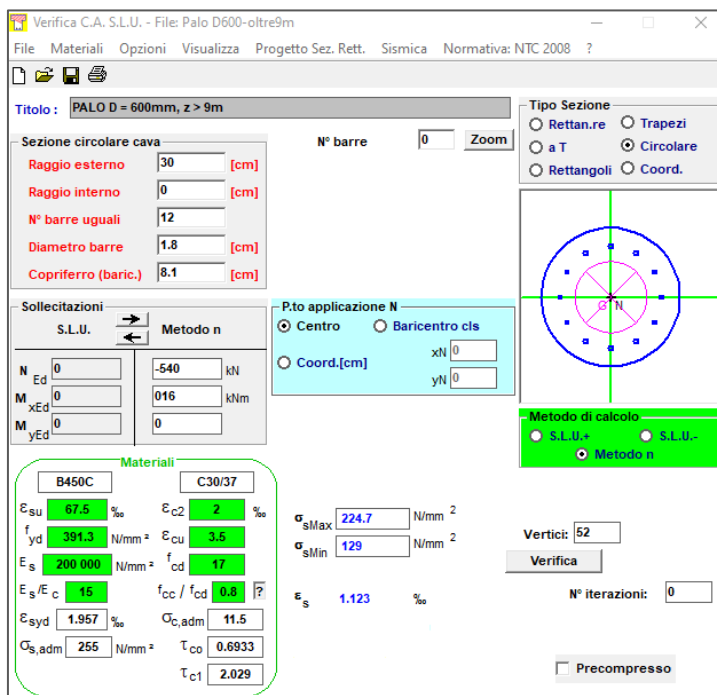 Verifica C.A. S.L.U. - File: Palo D600-oltre9m
File Materiali Opzioni Visualizza Progetto Sez. Rett. Sismica Normativa: NTC 2008 ?
Titolo : PALO D = 600mm, z > 9m
Sezione circolare cava
Raggio esterno 30 [cm]
Raggio interno 0 [cm]
N° barre uguali 12
Diametro barre 1.8 [cm]
Copriferro (baric.) 8.1 [cm]
N° barre 0 Zoom
Tipo Sezione
Rettan.re Trapezi
a T Circolare
Rettangoli Coord.
G N
Sollecitazioni
S.L.U. Metodo n
N Ed 0 -540 kN
M xEd 0 016 kNm
M yEd 0 0
P.to applicazione N
Centro Baricentro cls
Coord.[cm] xN 0
yN 0
Metodo di calcolo
S.L.U.+ S.L.U.-
Metodo n
Materiali
B450C C30/37
εsu 67.5 ‰ εc2 2 ‰
fyd 391.3 N/mm² εcu 3.5
Es 200 000 N/mm² fcd 17
Es/Ec 15 fcc / fcd 0.8 ?
εsyd 1.957 ‰ σc,adm 11.5
σs,adm 255 N/mm² τco 0.6933
τc1 2.029
σsMax 224.7 N/mm²
σsMin 129 N/mm²
εs 1.123 ‰
Vertici: 52
Verifica
N° iterazioni: 0
Precompresso